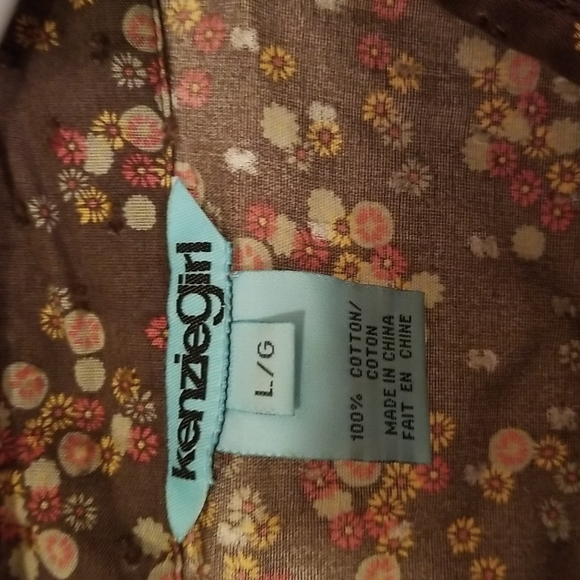 kenziegirl
L/G
100% COTTON/
COTON
MADE IN CHINA
FAIT EN CHINE